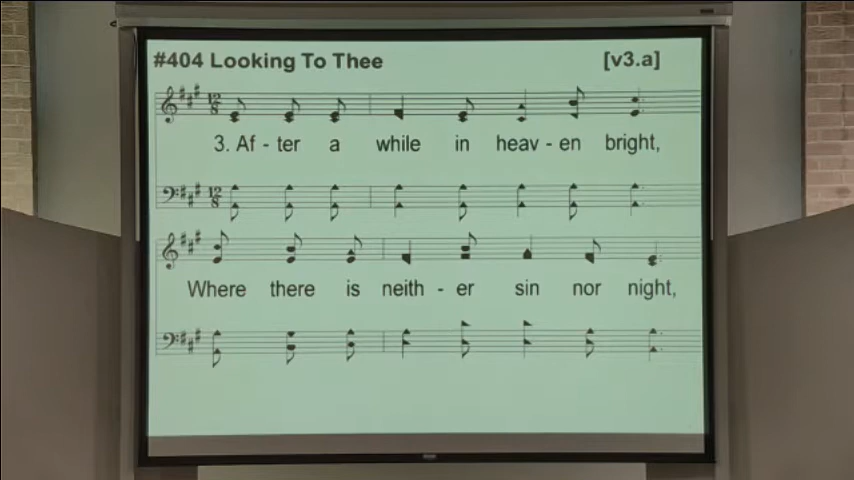 #404 Looking To Thee [v3.a]
3. Af - ter a while in heav - en bright,
Where there is neith - er sin nor night,